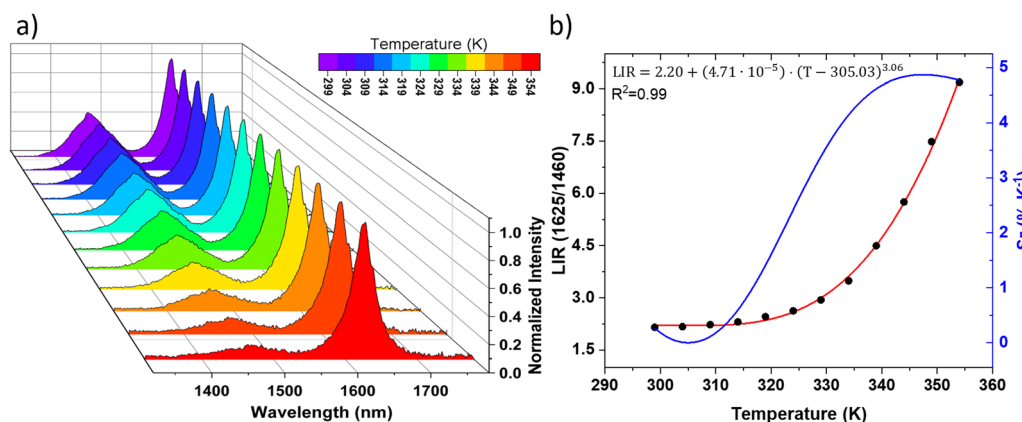 a)
Temperature (K)
299 304 309 314 319 324 329 334 339 344 349 354
1.0
0.8
0.6
0.4
0.2
0.0
Normalized Intensity
1400 1500 1600 1700
Wavelength (nm)
b)
LIR = 2.20 + (4.71 · 10⁻⁵) · (T − 305.03)³·⁰⁶
R²=0.99
9.0
7.5
6.0
4.5
3.0
1.5
LIR (1625/1460)
5
4
3
2
1
0
290 300 310 320 330 340 350 360
Temperature (K)